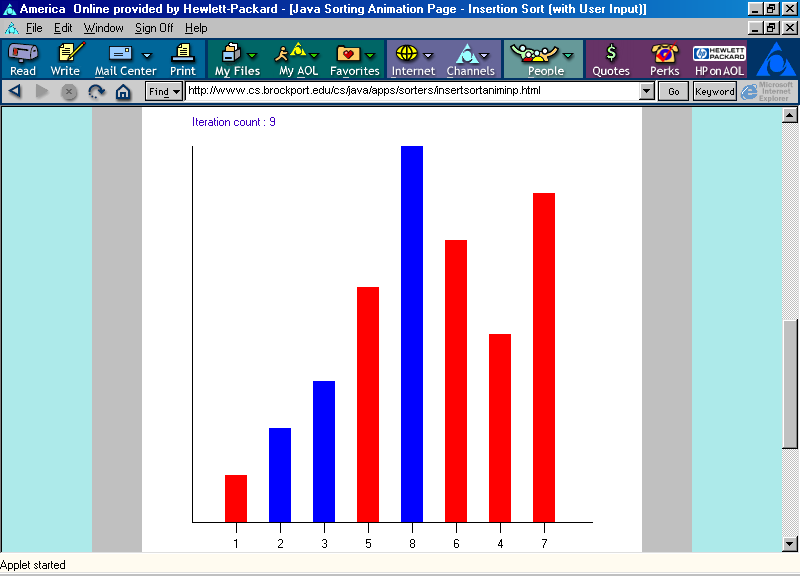 America Online provided by Hewlett-Packard - [Java Sorting Animation Page - Insertion Sort (with User Input)]
File Edit Window Sign Off Help
Read Write Mail Center Print My Files My AOL Favorites Internet Channels People Quotes Perks HEWLETT PACKARD HP on AOL
Find http://www.cs.brockport.edu/cs/java/apps/sorters/insertsortaniminp.html Go Keyword Microsoft Internet Explorer
Iteration count : 9
1 2 3 5 8 6 4 7
Applet started